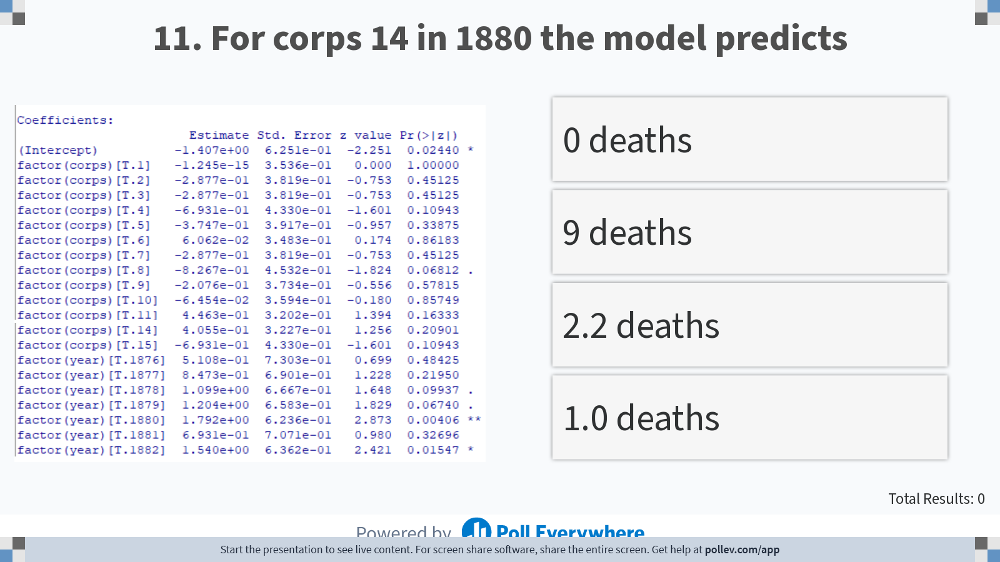 11. For corps 14 in 1880 the model predicts
Coefficients:
Estimate Std. Error z value Pr(>|z|)
(Intercept) -1.407e+00 6.251e-01 -2.251 0.02440 *
factor(corps)[T.1] -1.245e-15 3.536e-01 0.000 1.00000
factor(corps)[T.2] -2.877e-01 3.819e-01 -0.753 0.45125
factor(corps)[T.3] -2.877e-01 3.819e-01 -0.753 0.45125
factor(corps)[T.4] -6.931e-01 4.330e-01 -1.601 0.10943
factor(corps)[T.5] -3.747e-01 3.917e-01 -0.957 0.33875
factor(corps)[T.6] 6.062e-02 3.483e-01 0.174 0.86183
factor(corps)[T.7] -2.877e-01 3.819e-01 -0.753 0.45125
factor(corps)[T.8] -8.267e-01 4.532e-01 -1.824 0.06812 .
factor(corps)[T.9] -2.076e-01 3.734e-01 -0.556 0.57815
factor(corps)[T.10] -6.454e-02 3.594e-01 -0.180 0.85749
factor(corps)[T.11] 4.463e-01 3.202e-01 1.394 0.16333
factor(corps)[T.14] 4.055e-01 3.227e-01 1.256 0.20901
factor(corps)[T.15] -6.931e-01 4.330e-01 -1.601 0.10943
factor(year)[T.1876] 5.108e-01 7.303e-01 0.699 0.48425
factor(year)[T.1877] 8.473e-01 6.901e-01 1.228 0.21950
factor(year)[T.1878] 1.099e+00 6.667e-01 1.648 0.09937 .
factor(year)[T.1879] 1.204e+00 6.583e-01 1.829 0.06740 .
factor(year)[T.1880] 1.792e+00 6.236e-01 2.873 0.00406 **
factor(year)[T.1881] 6.931e-01 7.071e-01 0.980 0.32696
factor(year)[T.1882] 1.540e+00 6.362e-01 2.421 0.01547 *
0 deaths
9 deaths
2.2 deaths
1.0 deaths
Total Results: 0
Powered by Poll Everywhere
Start the presentation to see live content. For screen share software, share the entire screen. Get help at pollev.com/app